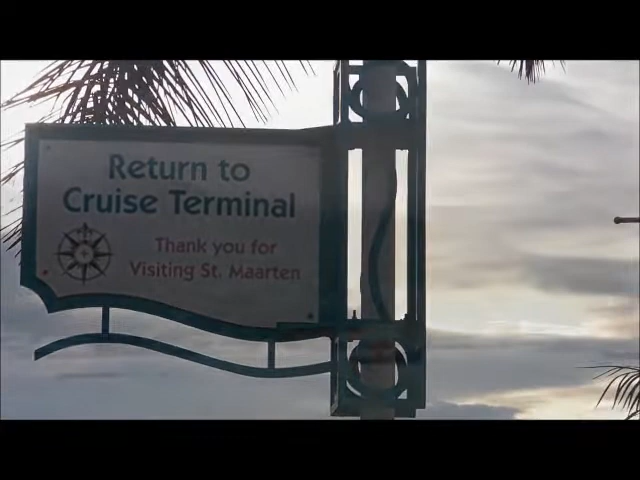 Return to
Cruise Terminal
Thank you for
Visiting St. Maarten